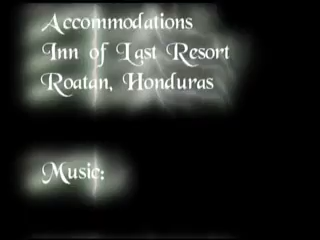 Accommodations
Inn of Last Resort
Roatan, Honduras
Music: